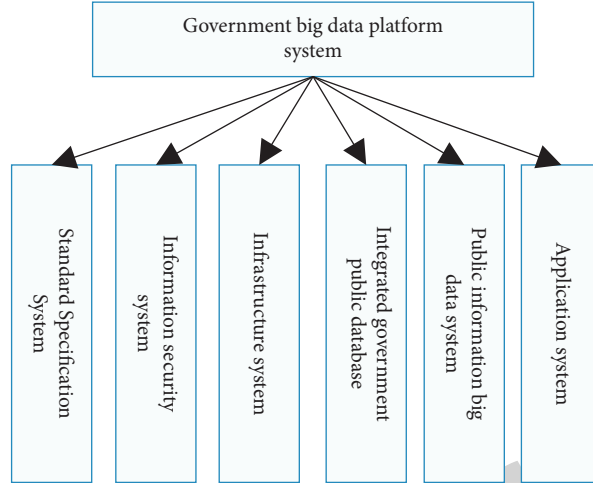 Government big data platform
system
Standard Specification
System
Information security
system
Infrastructure system
Integrated government
public database
Public information big
data system
Application system